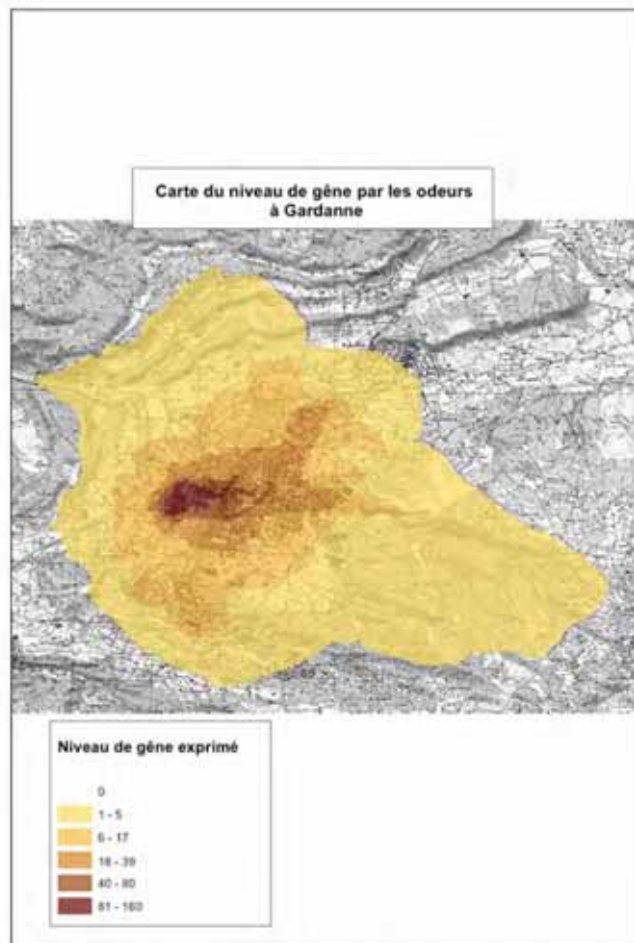 Carte du niveau de gêne par les odeurs
à Gardanne
Niveau de gêne exprimé
0
1 - 5
6 - 17
18 - 39
40 - 80
81 - 160